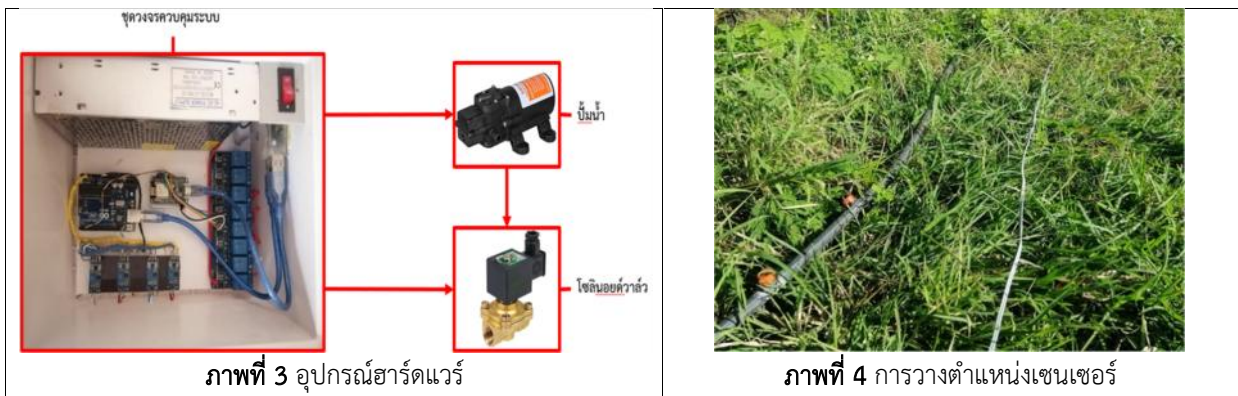 ชุดวงจรควบคุมระบบ
ปั๊มน้ำ
โซลินอยด์วาล์ว
ภาพที่ 3 อุปกรณ์ฮาร์ดแวร์
ภาพที่ 4 การวางตำแหน่งเซนเซอร์